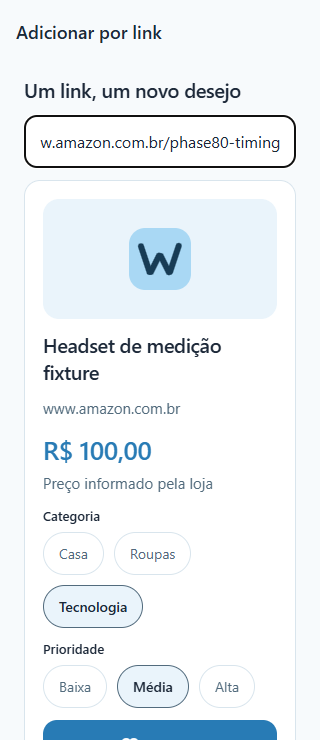 Adicionar por link
Um link, um novo desejo
w.amazon.com.br/phase80-timing
W
Headset de medição
fixture
www.amazon.com.br
R$ 100,00
Preço informado pela loja
Categoria
Casa Roupas
Tecnologia
Prioridade
Baixa Média Alta